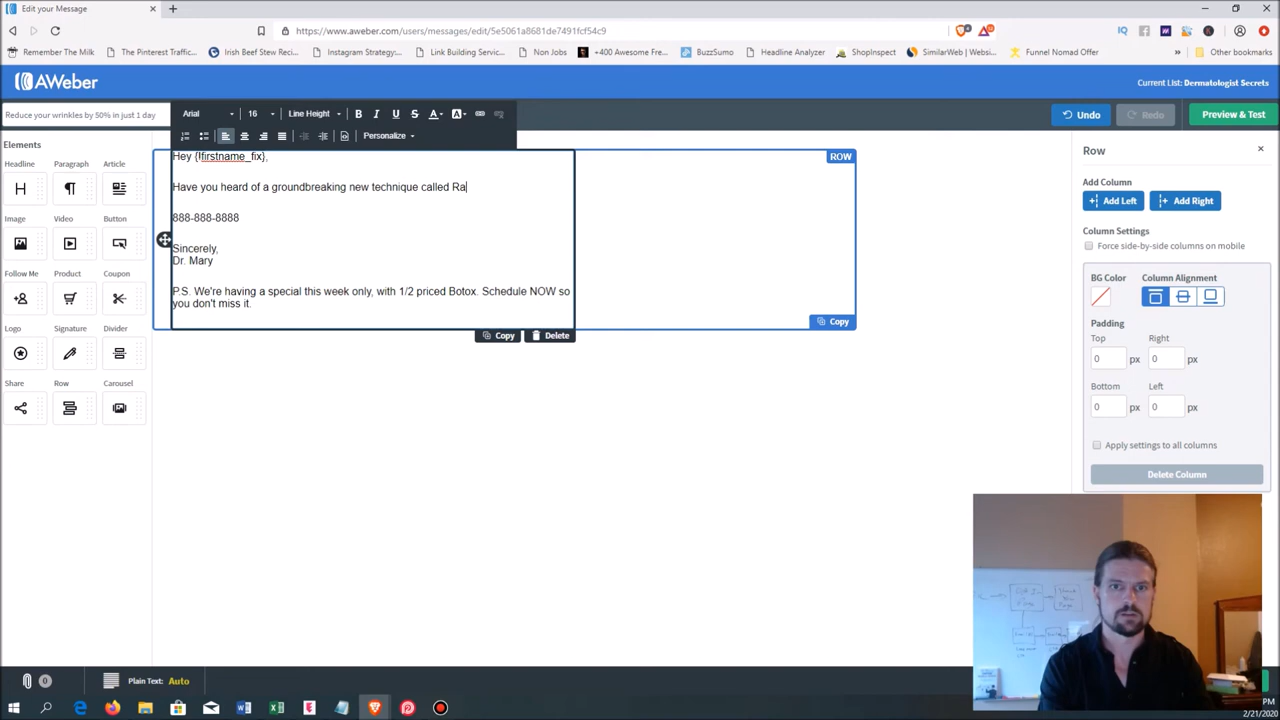 Edit your Message
https://www.aweber.com/users/messages/edit/5e5061a8681de7491fcf54c9
Remember The Milk
The Pinterest Traffic...
Irish Beef Stew Reci...
Instagram Strategy:...
Link Building Servic...
Non Jobs
+400 Awesome Fre...
BuzzSumo
Headline Analyzer
ShopInspect
SimilarWeb | Websi...
Funnel Nomad Offer
Other bookmarks
AWeber
Current List: Dermatologist Secrets
Reduce your wrinkles by 50% in just 1 day
Arial
16
Line Height
Personalize
Undo
Redo
Preview & Test
Elements
Headline Paragraph Article
Image Video Button
Follow Me Product Coupon
Logo Signature Divider
Share Row Carousel
Hey {!firstname_fix},
Have you heard of a groundbreaking new technique called Ra
888-888-8888
Sincerely,
Dr. Mary
P.S. We're having a special this week only, with 1/2 priced Botox. Schedule NOW so
you don't miss it.
ROW
Copy
Copy Delete
Row
Add Column
Add Left Add Right
Column Settings
Force side-by-side columns on mobile
BG Color Column Alignment
Padding
Top Right
0 px 0 px
Bottom Left
0 px 0 px
Apply settings to all columns
Delete Column
0
Plain Text: Auto
PM
2/21/2020